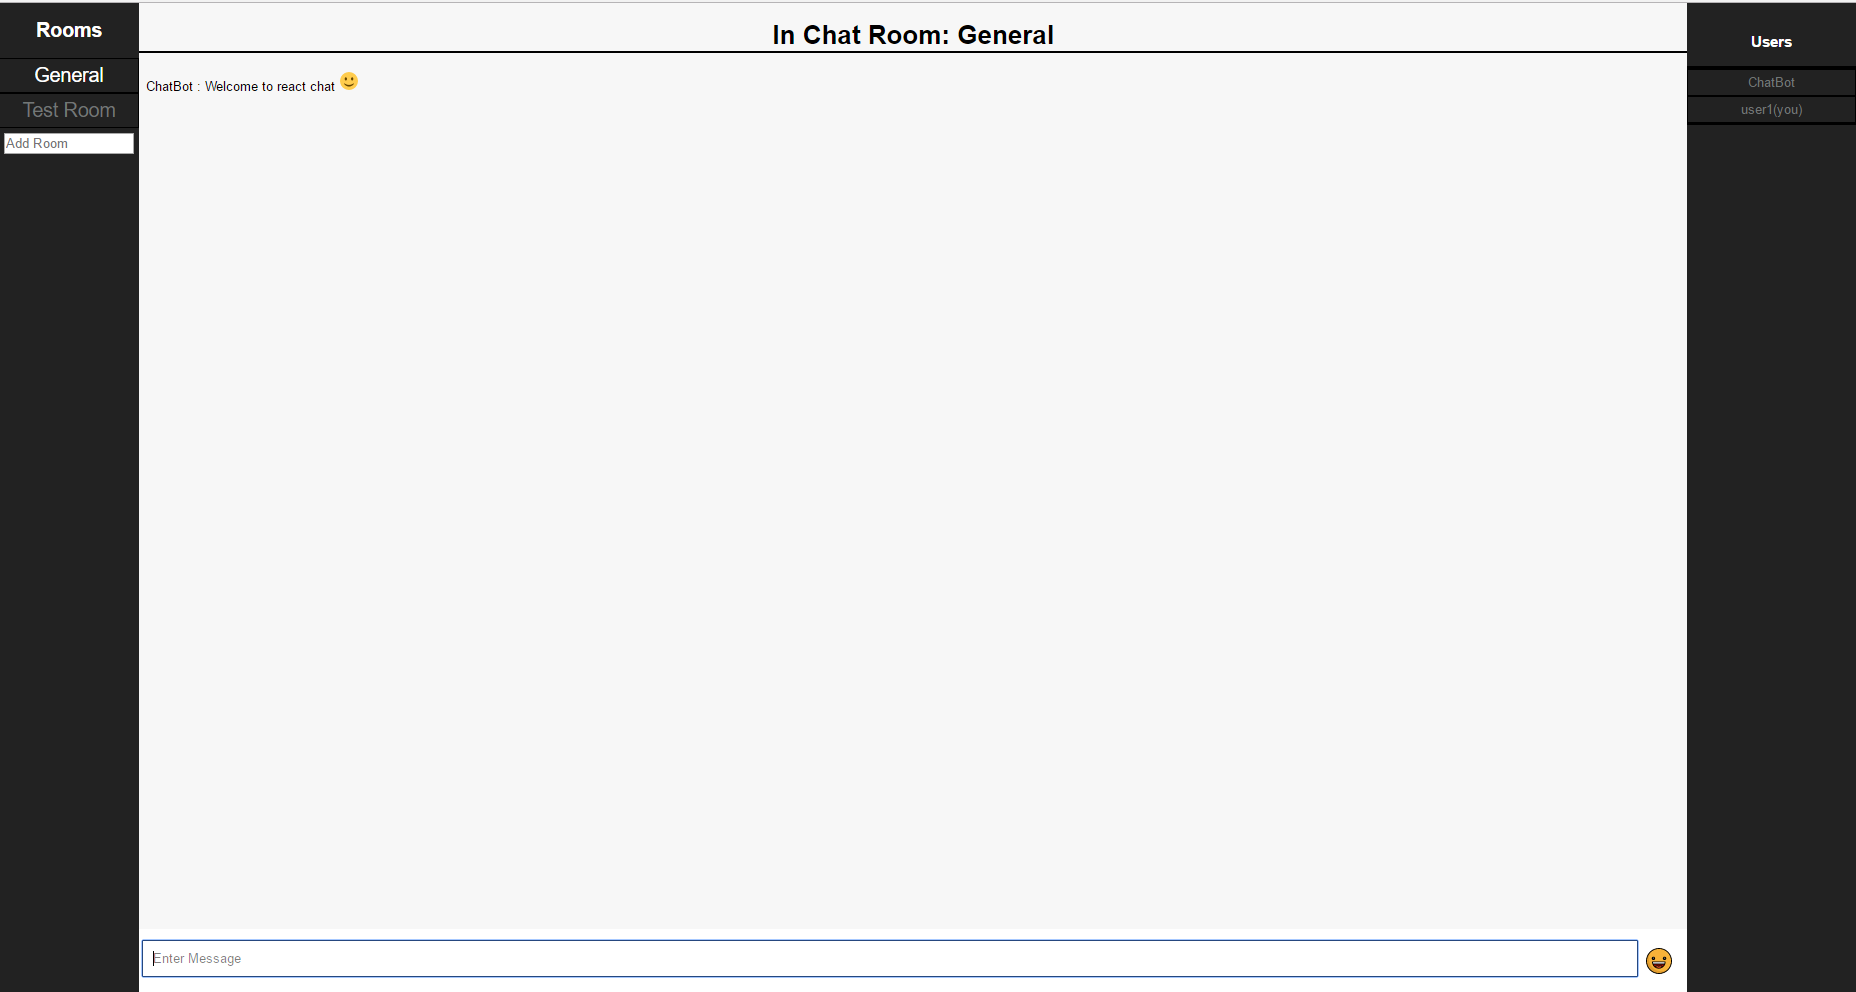 Rooms
General
Test Room
Add Room
In Chat Room: General
ChatBot : Welcome to react chat 🙂
Enter Message
Users
ChatBot
user1(you)